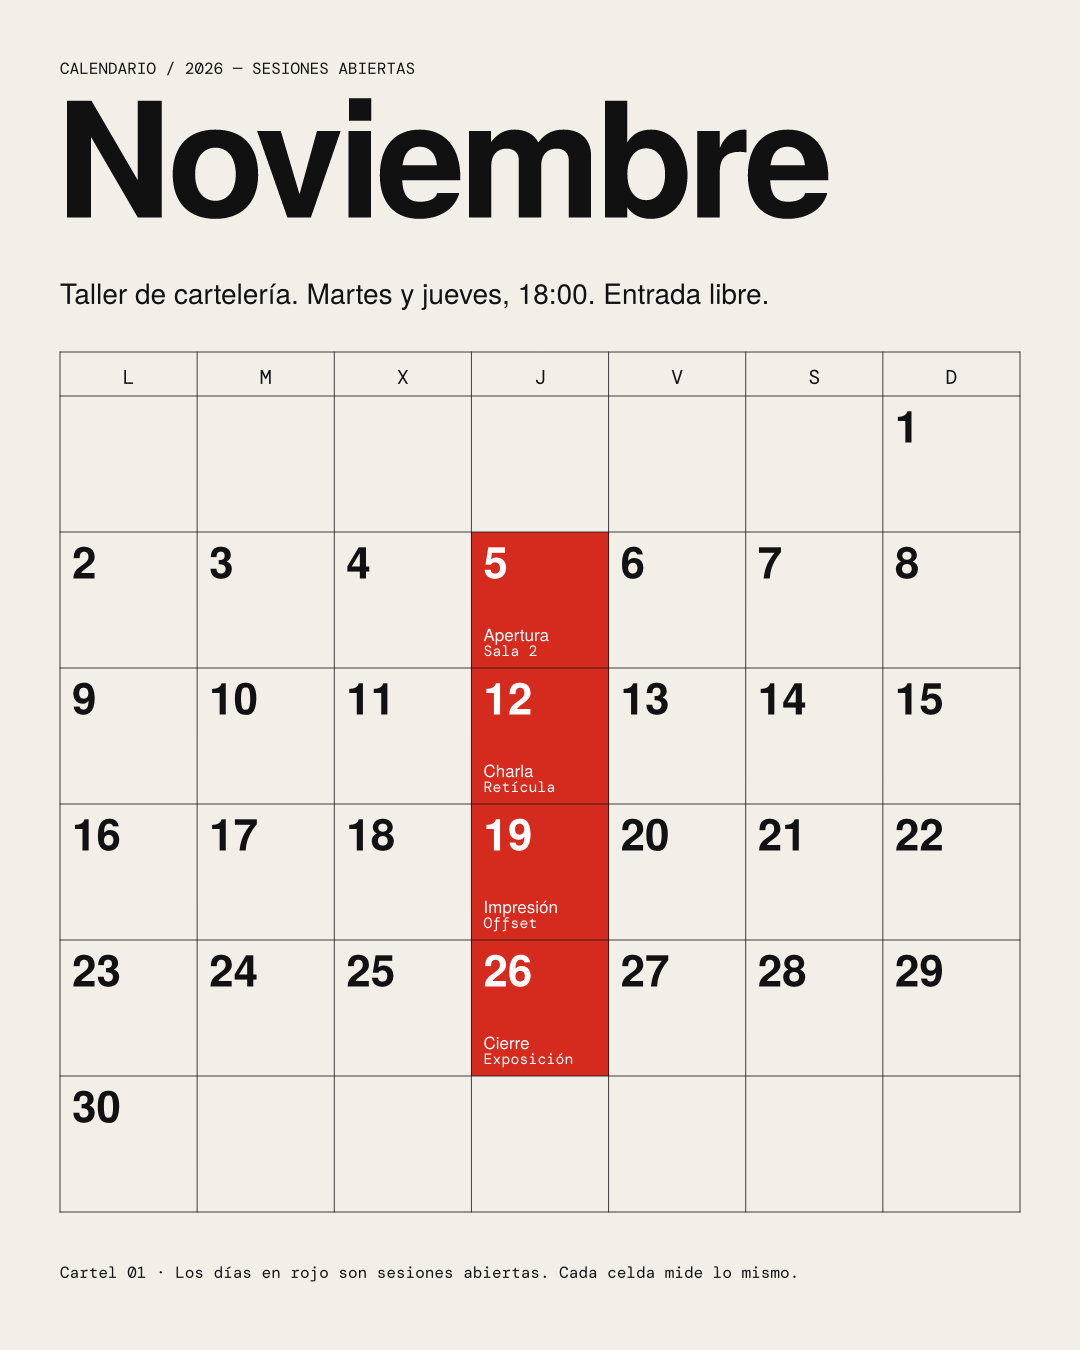 CALENDARIO / 2026 — SESIONES ABIERTAS
Noviembre
Taller de cartelería. Martes y jueves, 18:00. Entrada libre.
L M X J V S D
1
2 3 4 5 6 7 8
Apertura
Sala 2
9 10 11 12 13 14 15
Charla
Retícula
16 17 18 19 20 21 22
Impresión
Offset
23 24 25 26 27 28 29
Cierre
Exposición
30
Cartel 01 · Los días en rojo son sesiones abiertas. Cada celda mide lo mismo.